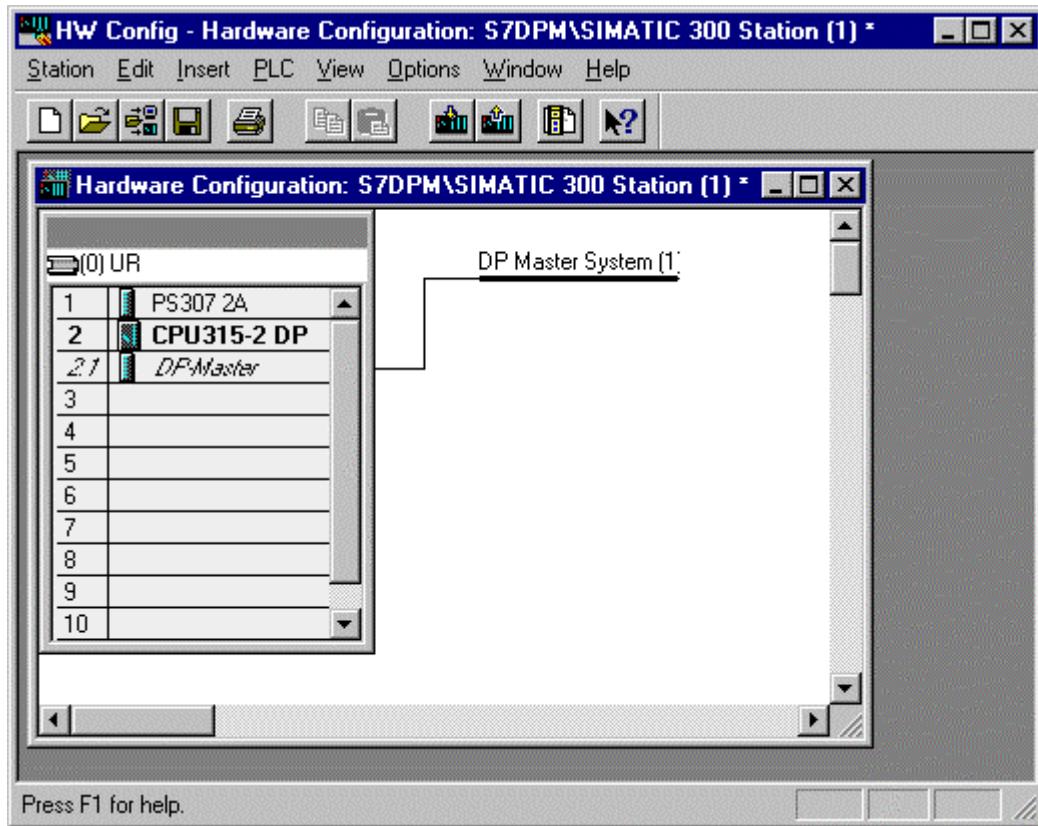 HW Config - Hardware Configuration: S7DPM\SIMATIC 300 Station (1) *
Station Edit Insert PLC View Options Window Help
Hardware Configuration: S7DPM\SIMATIC 300 Station (1) *
(0) UR
DP Master System (1
1 PS307 2A
2 CPU315-2 DP
2.1 DP-Master
3
4
5
6
7
8
9
10
Press F1 for help.